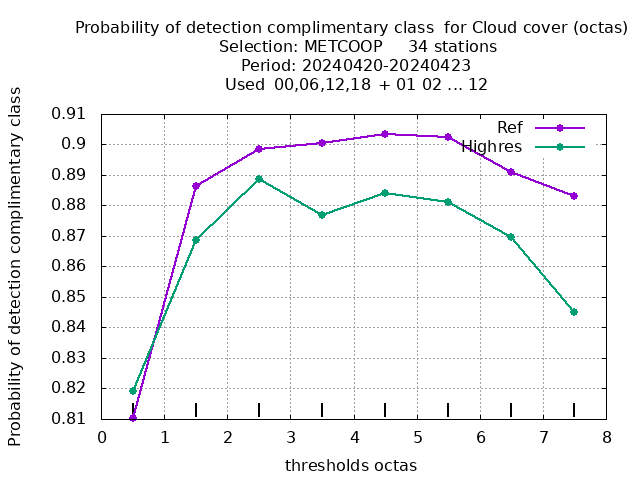 Probability of detection complimentary class  for Cloud cover (octas)
Selection: METCOOP     34 stations
Period: 20240420-20240423
Used  00,06,12,18 + 01 02 ... 12
Probability of detection complimentary class
0.91
0.9
0.89
0.88
0.87
0.86
0.85
0.84
0.83
0.82
0.81
Ref
Highres
0 1 2 3 4 5 6 7 8
thresholds octas